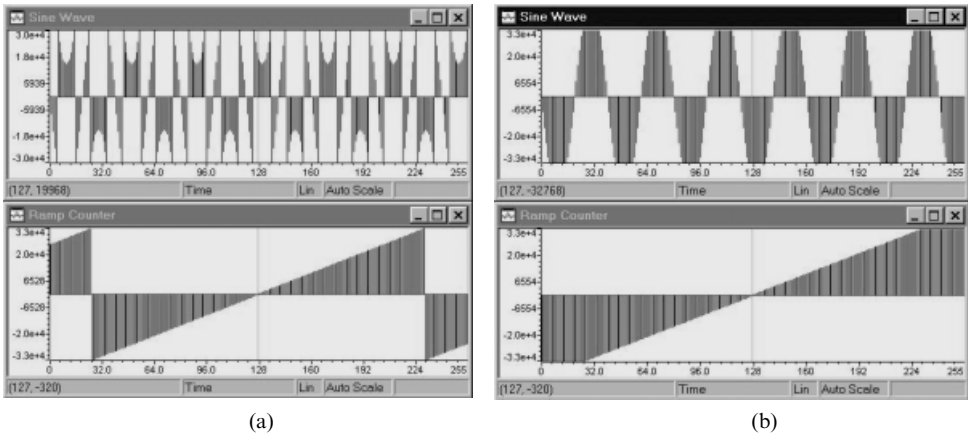 Sine Wave
3.0e+4
1.8e+4
5939
-5939
-1.8e+4
-3.0e+4
0 32.0 64.0 96.0 128 160 192 224 255
(127, 19968) Time Lin Auto Scale
Ramp Counter
3.3e+4
2.0e+4
6528
-6528
-2.0e+4
-3.3e+4
0 32.0 64.0 96.0 128 160 192 224 255
(127, -320) Time Lin Auto Scale
(a)
Sine Wave
3.3e+4
2.0e+4
6554
-6554
-2.0e+4
-3.3e+4
0 32.0 64.0 96.0 128 160 192 224 255
(127, -32768) Time Lin Auto Scale
Ramp Counter
3.3e+4
2.0e+4
6554
-6554
-2.0e+4
-3.3e+4
0 32.0 64.0 96.0 128 160 192 224 255
(127, -320) Time Lin Auto Scale
(b)